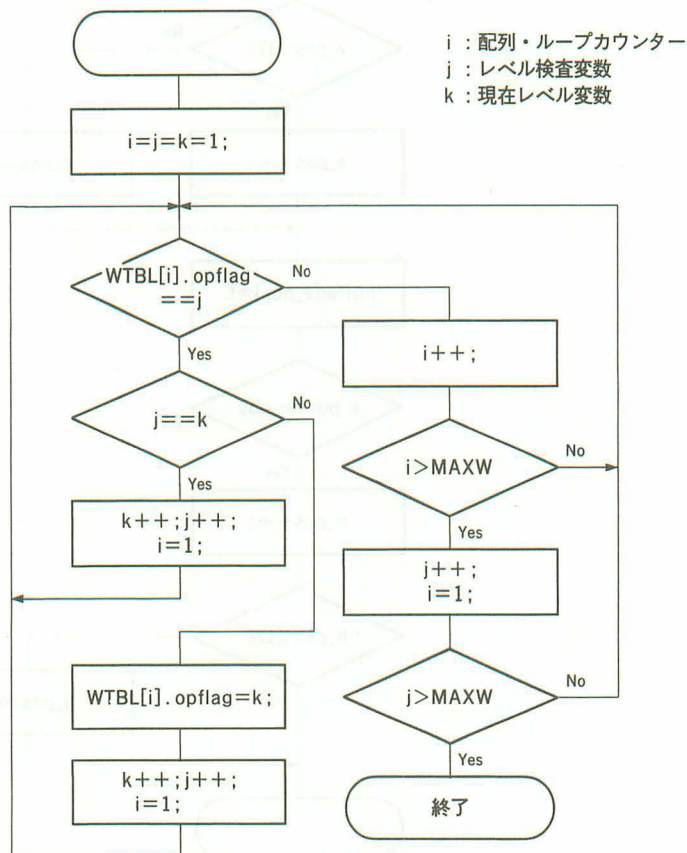 i : 配列・ループカウンター
j : レベル検査変数
k : 現在レベル変数
i=j=k=1;
WTBL[i].opflag
==j
No
Yes
j==k
No
Yes
k++;j++;
i=1;
WTBL[i].opflag=k;
k++;j++;
i=1;
i++;
i>MAXW
No
Yes
j++;
i=1;
j>MAXW
No
Yes
終了